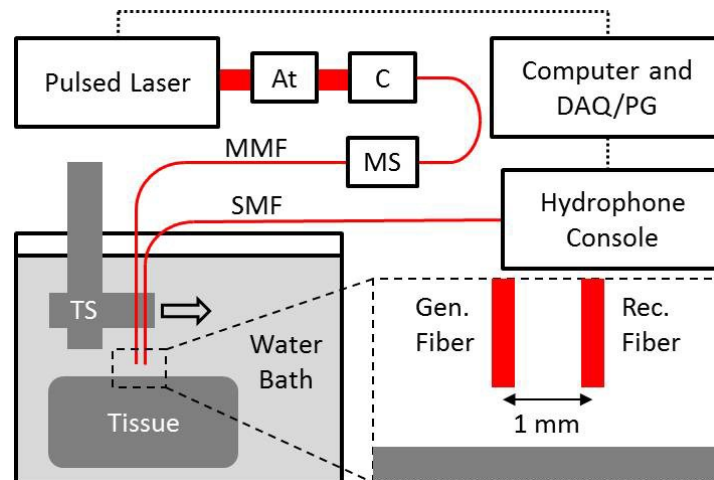 Pulsed Laser
At
C
Computer and
DAQ/PG
MMF
MS
SMF
Hydrophone
Console
TS
Gen.
Fiber
Rec.
Fiber
Water
Bath
1 mm
Tissue